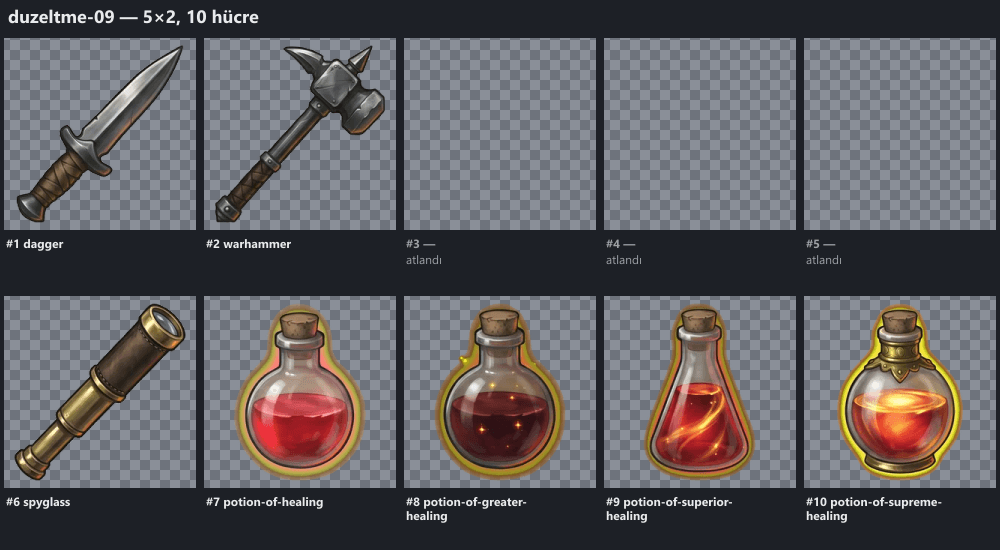 duzeltme-09 — 5×2, 10 hücre
#1 dagger
#2 warhammer
#3 —
atlandı
#4 —
atlandı
#5 —
atlandı
#6 spyglass
#7 potion-of-healing
#8 potion-of-greater-
healing
#9 potion-of-superior-
healing
#10 potion-of-supreme-
healing